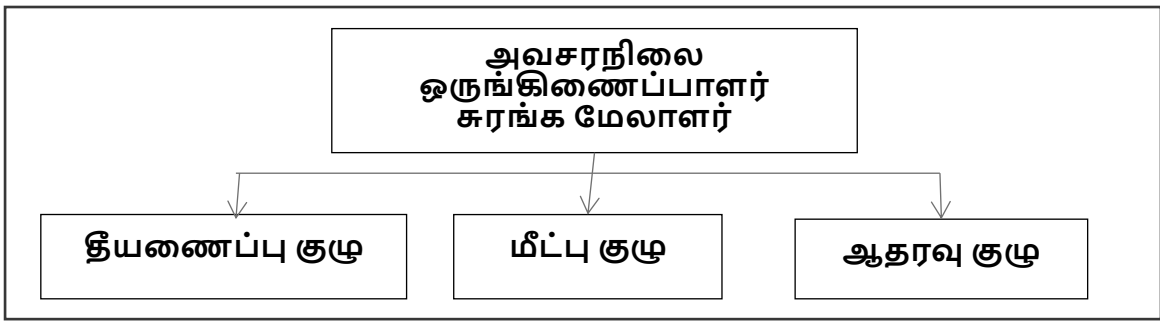 அவசரநிலை
ஒருங்கிணைப்பாளர்
சுரங்க மேலாளர்
தீயணைப்பு குழு
மீட்பு குழு
ஆதரவு குழு